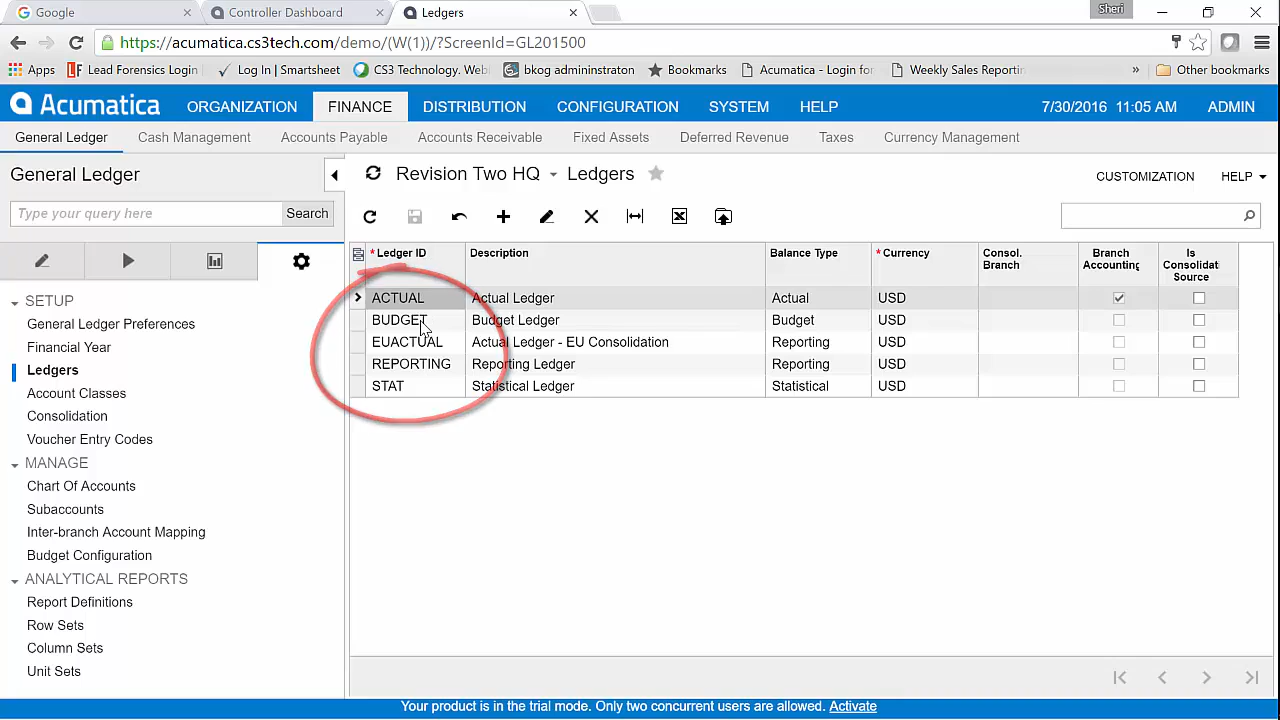 Google
Controller Dashboard
Ledgers
Sheri
https://acumatica.cs3tech.com/demo/(W(1))/?ScreenId=GL201500
Apps
Lead Forensics Login
Log In | Smartsheet
CS3 Technology. Web
bkog admininstraton
Bookmarks
Acumatica - Login for
Weekly Sales Reportin
»
Other bookmarks
Acumatica
ORGANIZATION
FINANCE
DISTRIBUTION
CONFIGURATION
SYSTEM
HELP
7/30/2016 11:05 AM
ADMIN
General Ledger
Cash Management
Accounts Payable
Accounts Receivable
Fixed Assets
Deferred Revenue
Taxes
Currency Management
General Ledger
Type your query here
Search
SETUP
General Ledger Preferences
Financial Year
Ledgers
Account Classes
Consolidation
Voucher Entry Codes
MANAGE
Chart Of Accounts
Subaccounts
Inter-branch Account Mapping
Budget Configuration
ANALYTICAL REPORTS
Report Definitions
Row Sets
Column Sets
Unit Sets
Revision Two HQ
Ledgers
CUSTOMIZATION
HELP
* Ledger ID
Description
Balance Type
* Currency
Consol. Branch
Branch Accounting
Is Consolidat Source
ACTUAL Actual Ledger Actual USD
BUDGET Budget Ledger Budget USD
EUACTUAL Actual Ledger - EU Consolidation Reporting USD
REPORTING Reporting Ledger Reporting USD
STAT Statistical Ledger Statistical USD
Your product is in the trial mode. Only two concurrent users are allowed. Activate